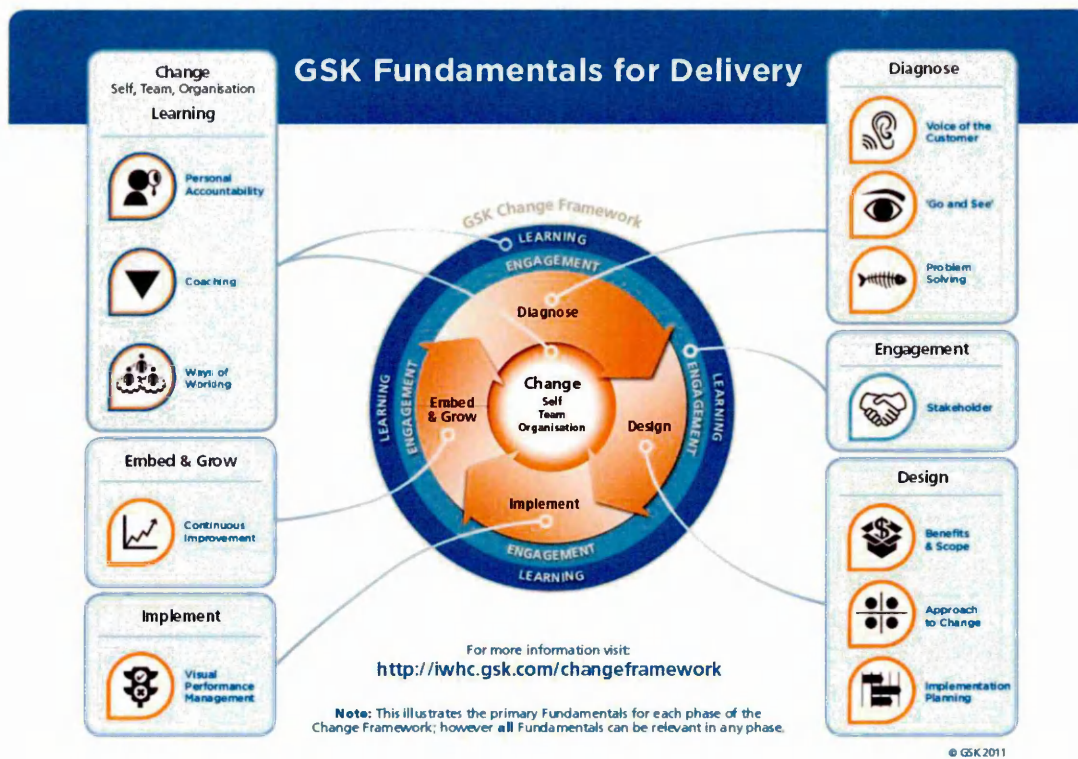 GSK Fundamentals for Delivery
Change
Self, Team, Organisation
Learning
Personal
Accountability
Coaching
Ways of
Working
Embed & Grow
Continuous
Improvement
Implement
Visual
Performance
Management
GSK Change Framework
LEARNING
ENGAGEMENT
Diagnose
LEARNING
ENGAGEMENT
Embed
& Grow
Change
Self
Team
Organisation
Design
ENGAGEMENT
LEARNING
Implement
ENGAGEMENT
LEARNING
For more information visit:
http://iwhc.gsk.com/changeframework
Note: This illustrates the primary Fundamentals for each phase of the
Change Framework; however all Fundamentals can be relevant in any phase.
Diagnose
Voice of the
Customer
'Go and See'
Problem
Solving
Engagement
Stakeholder
Design
Benefits
& Scope
Approach
to Change
Implementation
Planning
© GSK 2011